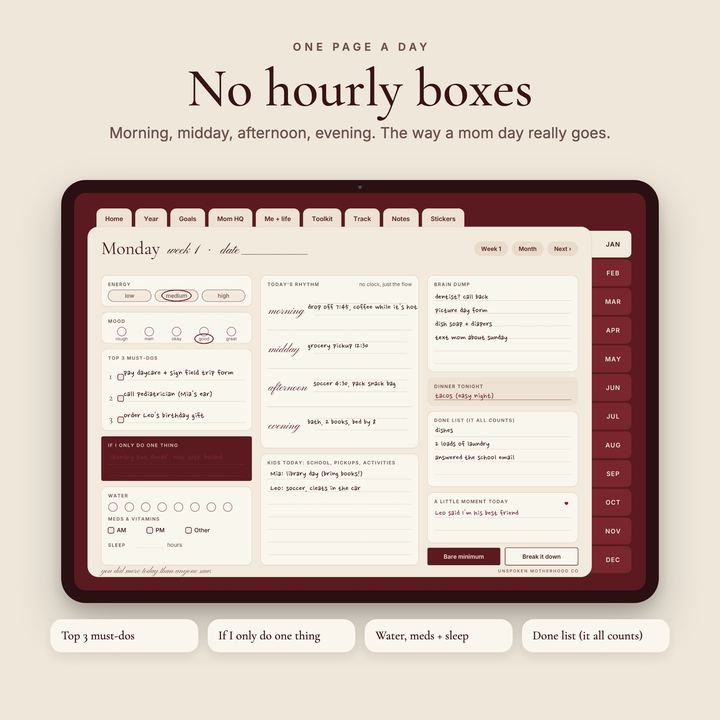 ONE PAGE A DAY
No hourly boxes
Morning, midday, afternoon, evening. The way a mom day really goes.
Home Year Goals Mom HQ Me + life Toolkit Track Notes Stickers
Monday week 1 · date
Week 1 Month Next ›
ENERGY
low medium high
MOOD
rough meh okay good great
TOP 3 MUST-DOS
1 pay daycare + sign field trip form
2 call pediatrician (Mia's ear)
3 order Leo's birthday gift
IF I ONLY DO ONE THING
WATER
MEDS & VITAMINS
AM PM Other
SLEEP hours
you did more today than anyone saw.
TODAY'S RHYTHM no clock, just the flow
morning drop off 7:45, coffee while it's hot
midday grocery pickup 12:30
afternoon soccer 4:30, pack snack bag
evening bath, 2 books, bed by 8
KIDS TODAY: SCHOOL, PICKUPS, ACTIVITIES
Mia: library day (bring books!)
Leo: soccer, cleats in the car
BRAIN DUMP
dentist? call back
picture day form
dish soap + diapers
text mom about sunday
DINNER TONIGHT
tacos (easy night)
DONE LIST (IT ALL COUNTS)
dishes
2 loads of laundry
answered the school email
A LITTLE MOMENT TODAY
Leo said i'm his best friend
Bare minimum Break it down
UNSPOKEN MOTHERHOOD CO
JAN
FEB
MAR
APR
MAY
JUN
JUL
AUG
SEP
OCT
NOV
DEC
Top 3 must-dos
If I only do one thing
Water, meds + sleep
Done list (it all counts)